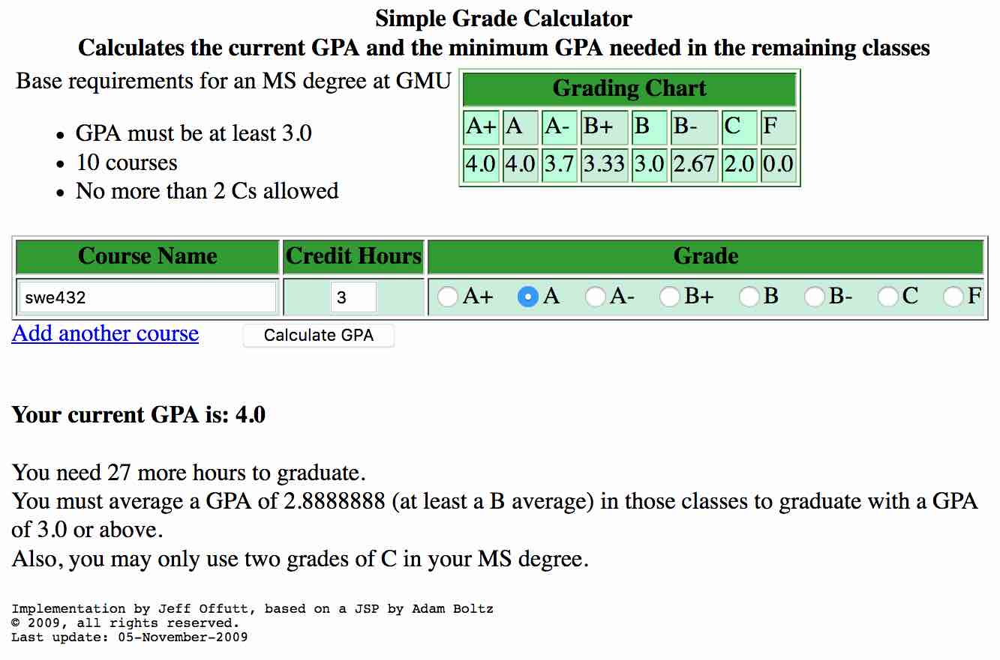 Simple Grade Calculator
Calculates the current GPA and the minimum GPA needed in the remaining classes
Base requirements for an MS degree at GMU
• GPA must be at least 3.0
• 10 courses
• No more than 2 Cs allowed
Grading Chart
A+ A A- B+ B B- C F
4.0 4.0 3.7 3.33 3.0 2.67 2.0 0.0
Course Name Credit Hours Grade
swe432 3 A+ A A- B+ B B- C F
Add another course Calculate GPA
Your current GPA is: 4.0
You need 27 more hours to graduate.
You must average a GPA of 2.8888888 (at least a B average) in those classes to graduate with a GPA
of 3.0 or above.
Also, you may only use two grades of C in your MS degree.
Implementation by Jeff Offutt, based on a JSP by Adam Boltz
© 2009, all rights reserved.
Last update: 05-November-2009